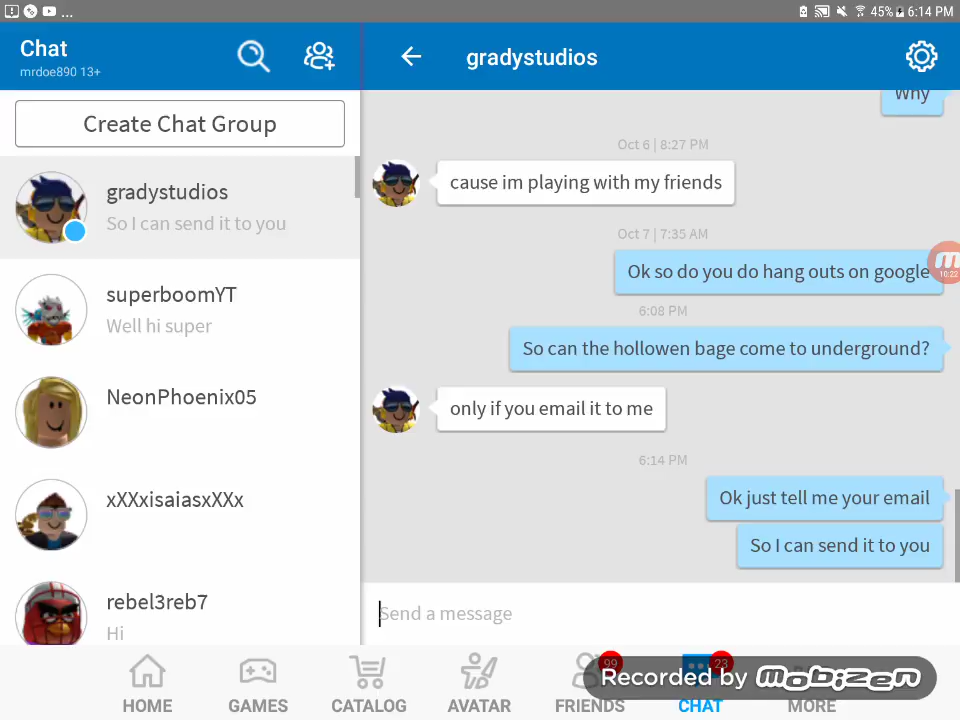 ... 45% 6:14 PM
Chat
mrdoe890 13+
Create Chat Group
gradystudios
So I can send it to you
superboomYT
Well hi super
NeonPhoenix05
xXXxisaiasxXXx
rebel3reb7
Hi
gradystudios
Why
Oct 6 | 8:27 PM
cause im playing with my friends
Oct 7 | 7:35 AM
Ok so do you do hang outs on google
10:22
6:08 PM
So can the hollowen bage come to underground?
only if you email it to me
6:14 PM
Ok just tell me your email
So I can send it to you
Send a message
99
23
Recorded by mobizen
HOME
GAMES
CATALOG
AVATAR
FRIENDS
CHAT
MORE